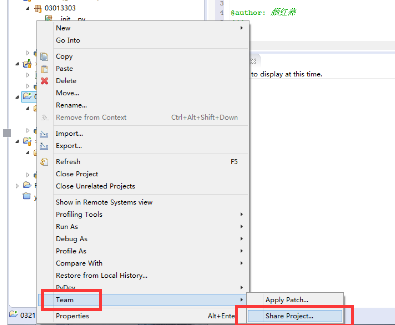 03013303
__init__.py
4 @author:
New
Go Into
to display at this time.
Copy
Paste
Delete
Move...
Rename...
Remove from Context Ctrl+Alt+Shift+Down
Import...
Export...
Refresh F5
Close Project
Close Unrelated Projects
Show in Remote Systems view
Profiling Tools
Run As
Debug As
Profile As
Compare With
Restore from Local History...
PyDev
Team
Apply Patch...
0321
Properties Alt+Enter
Share Project...